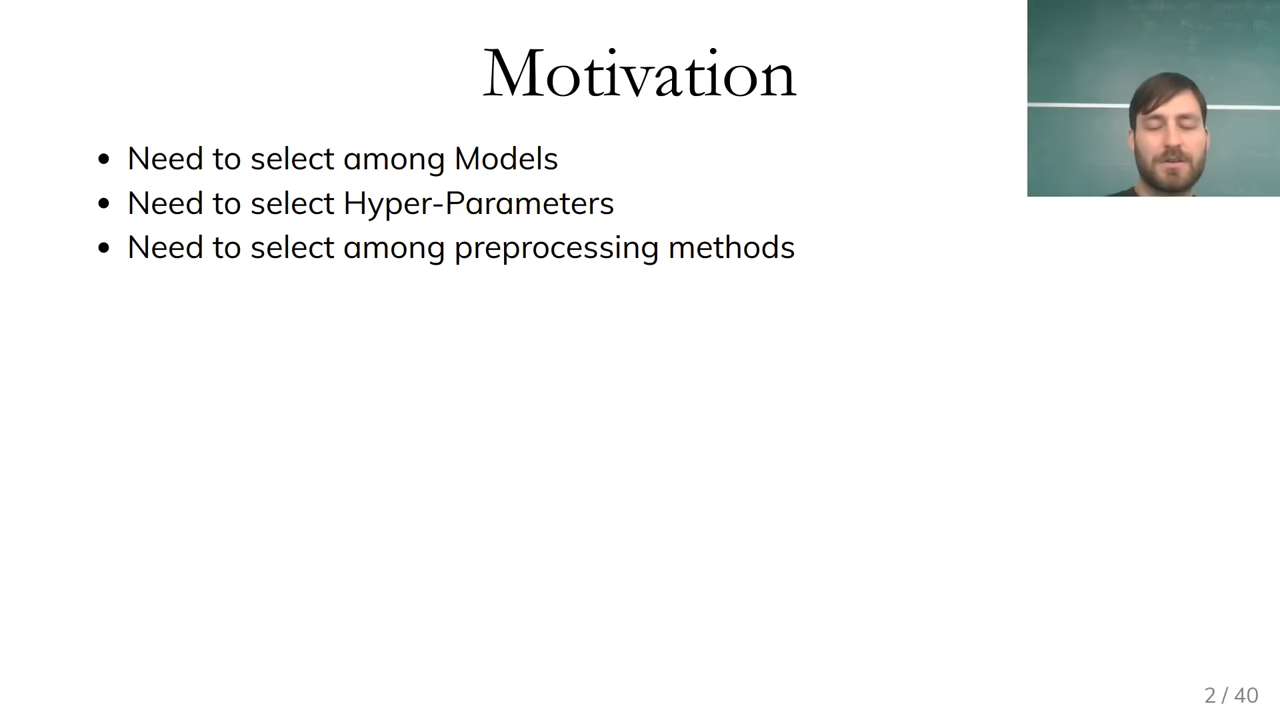 Motivation
Need to select among Models
Need to select Hyper-Parameters
Need to select among preprocessing methods
2 / 40